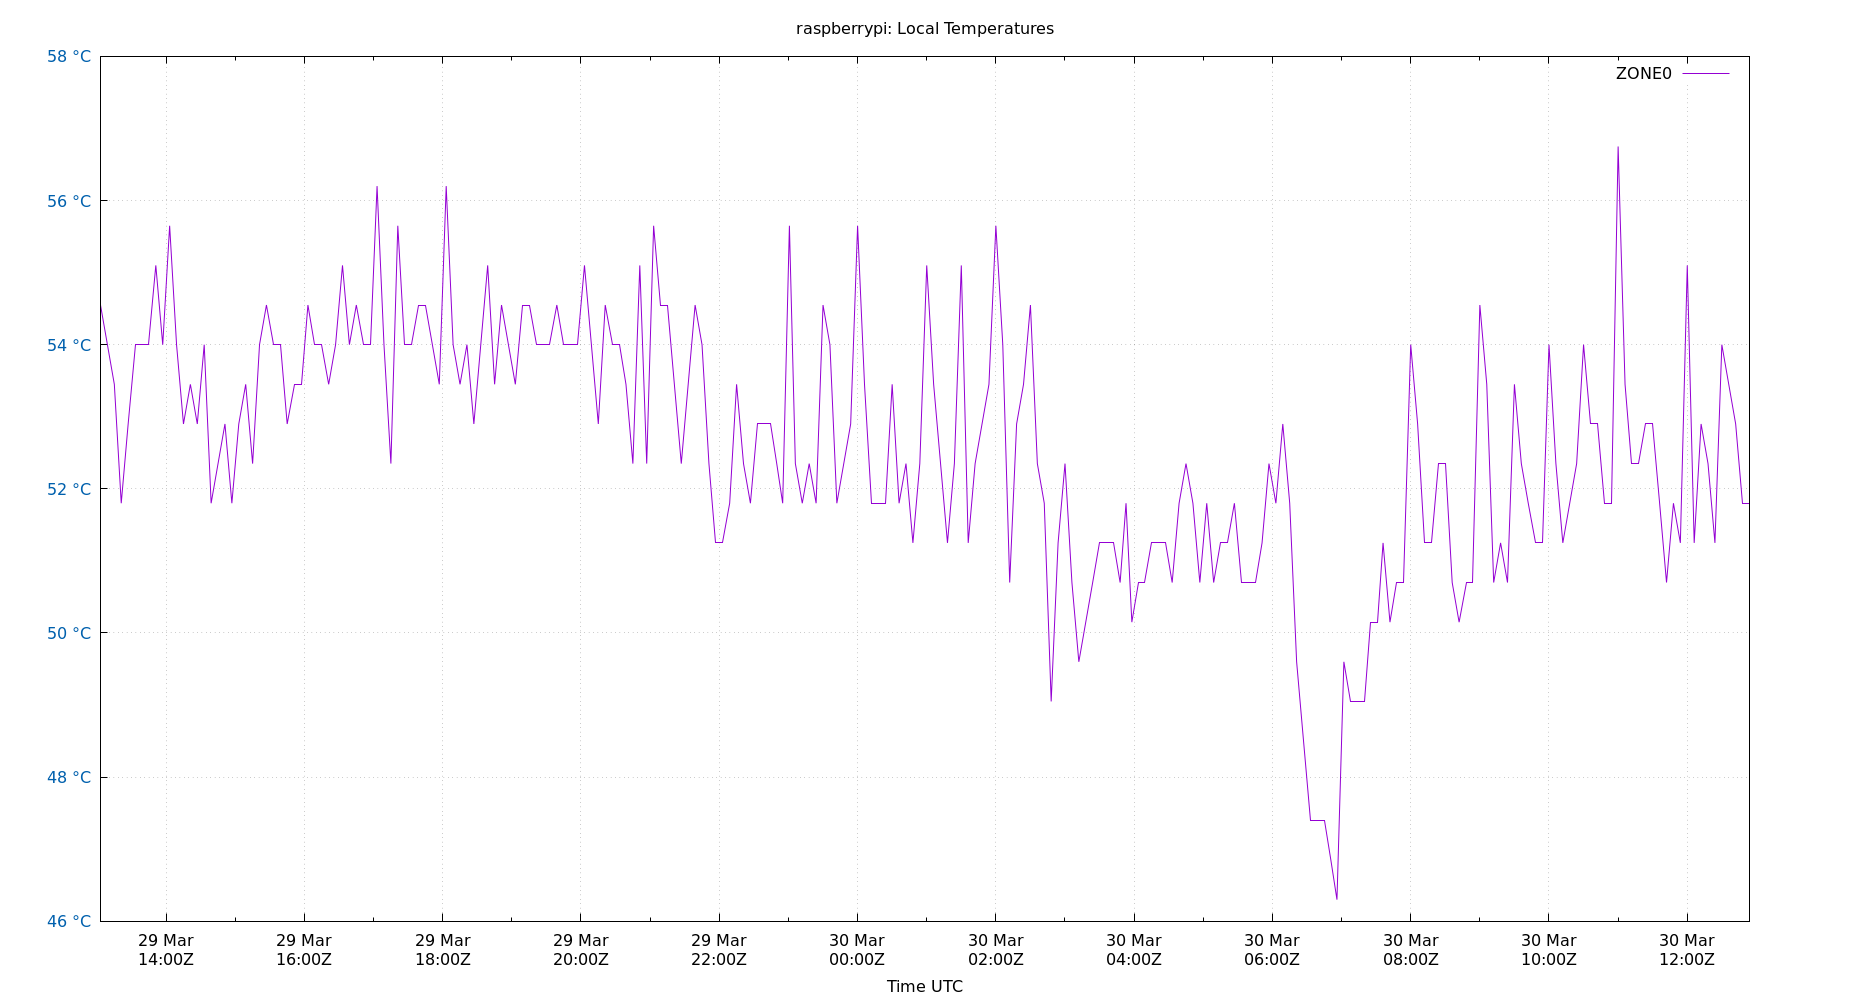 raspberrypi: Local Temperatures
58 °C
ZONE0
56 °C
54 °C
52 °C
50 °C
48 °C
46 °C
29 Mar 29 Mar 29 Mar 29 Mar 29 Mar 30 Mar 30 Mar 30 Mar 30 Mar 30 Mar 30 Mar 30 Mar
14:00Z 16:00Z 18:00Z 20:00Z 22:00Z 00:00Z 02:00Z 04:00Z 06:00Z 08:00Z 10:00Z 12:00Z
Time UTC